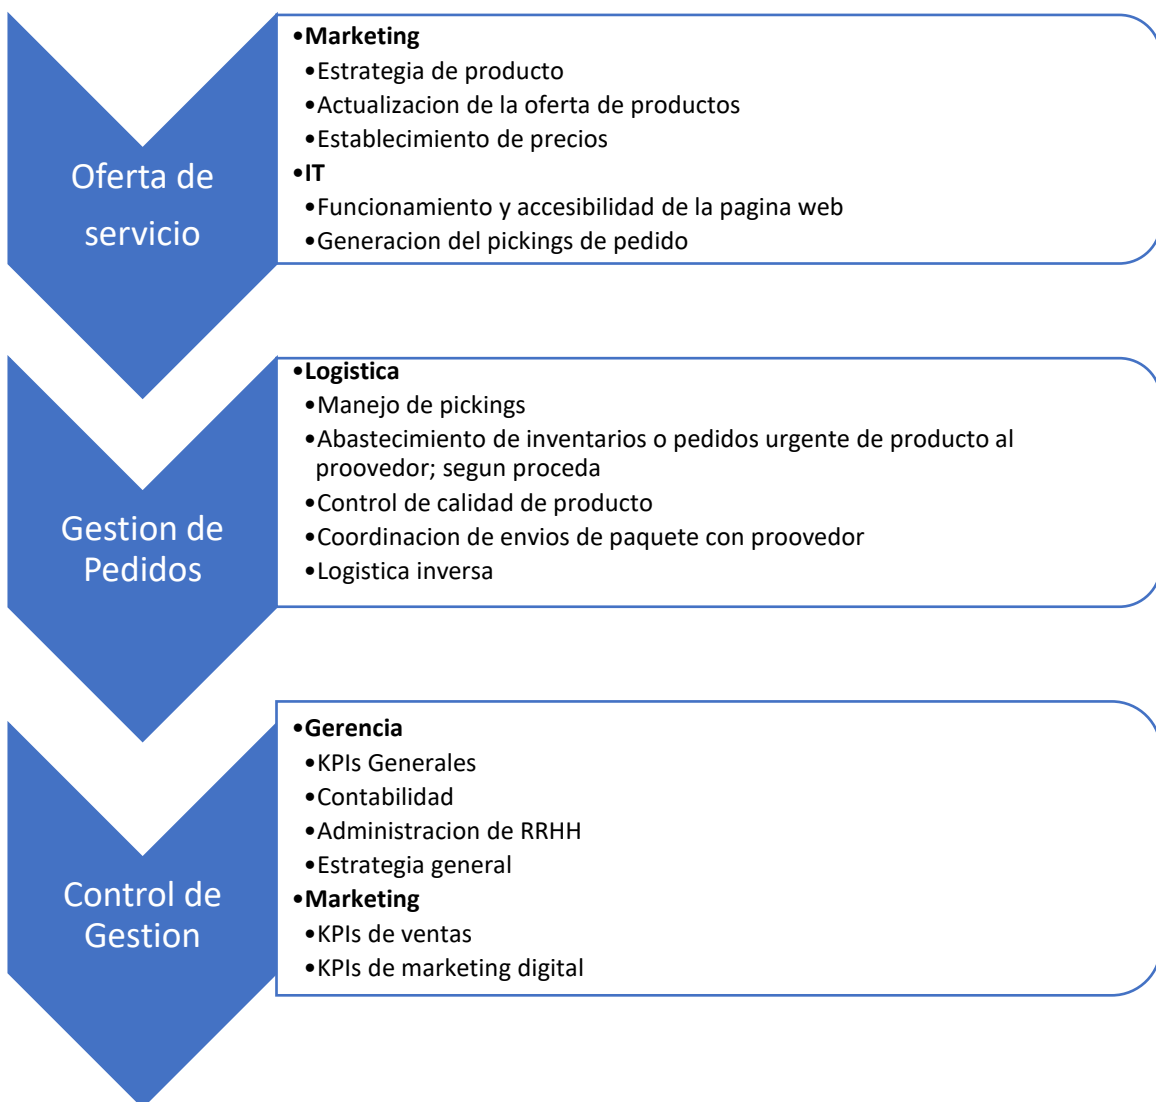 Oferta de
servicio
•Marketing
•Estrategia de producto
•Actualizacion de la oferta de productos
•Establecimiento de precios
•IT
•Funcionamiento y accesibilidad de la pagina web
•Generacion del pickings de pedido
Gestion de
Pedidos
•Logistica
•Manejo de pickings
•Abastecimiento de inventarios o pedidos urgente de producto al
proovedor; segun proceda
•Control de calidad de producto
•Coordinacion de envios de paquete con proovedor
•Logistica inversa
Control de
Gestion
•Gerencia
•KPIs Generales
•Contabilidad
•Administracion de RRHH
•Estrategia general
•Marketing
•KPIs de ventas
•KPIs de marketing digital